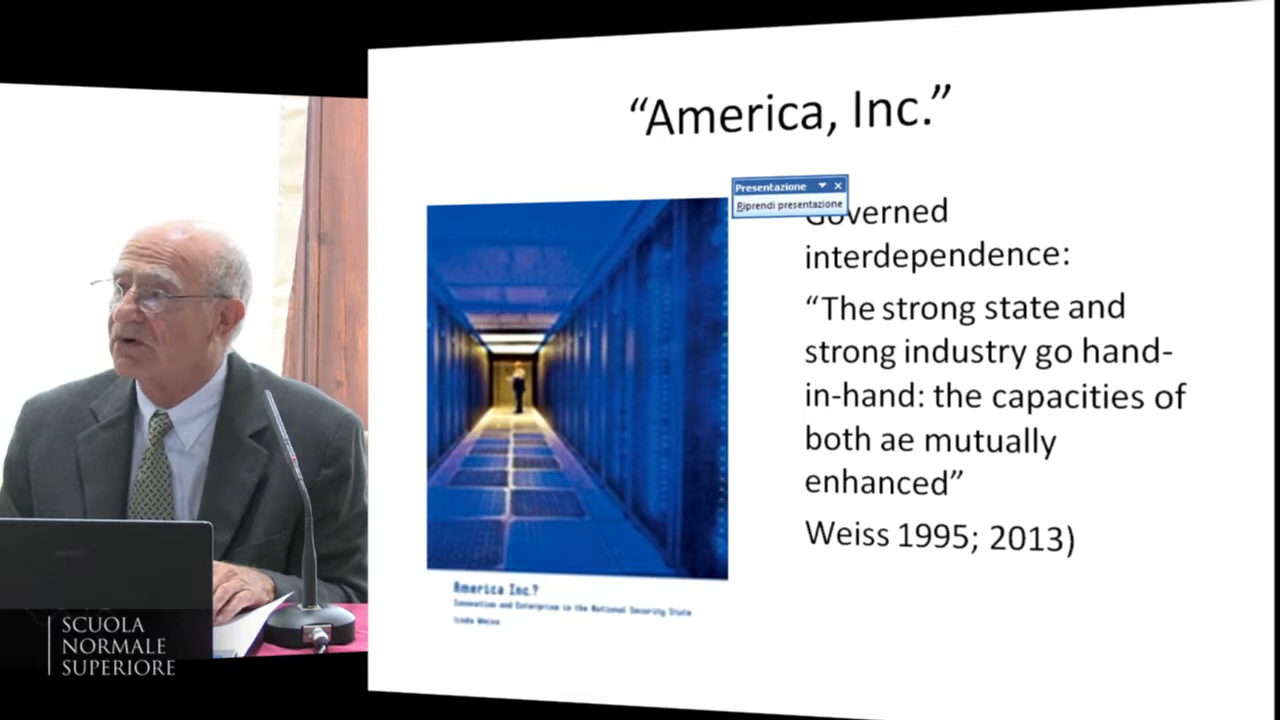 “America, Inc.”
Presentazione
Riprendi presentazione
Governed
interdependence:
“The strong state and
strong industry go hand-
in-hand: the capacities of
both ae mutually
enhanced”
Weiss 1995; 2013)
America Inc.?
Innovation and Enterprise in the National Security State
Linda Weiss
SCUOLA
NORMALE
SUPERIORE